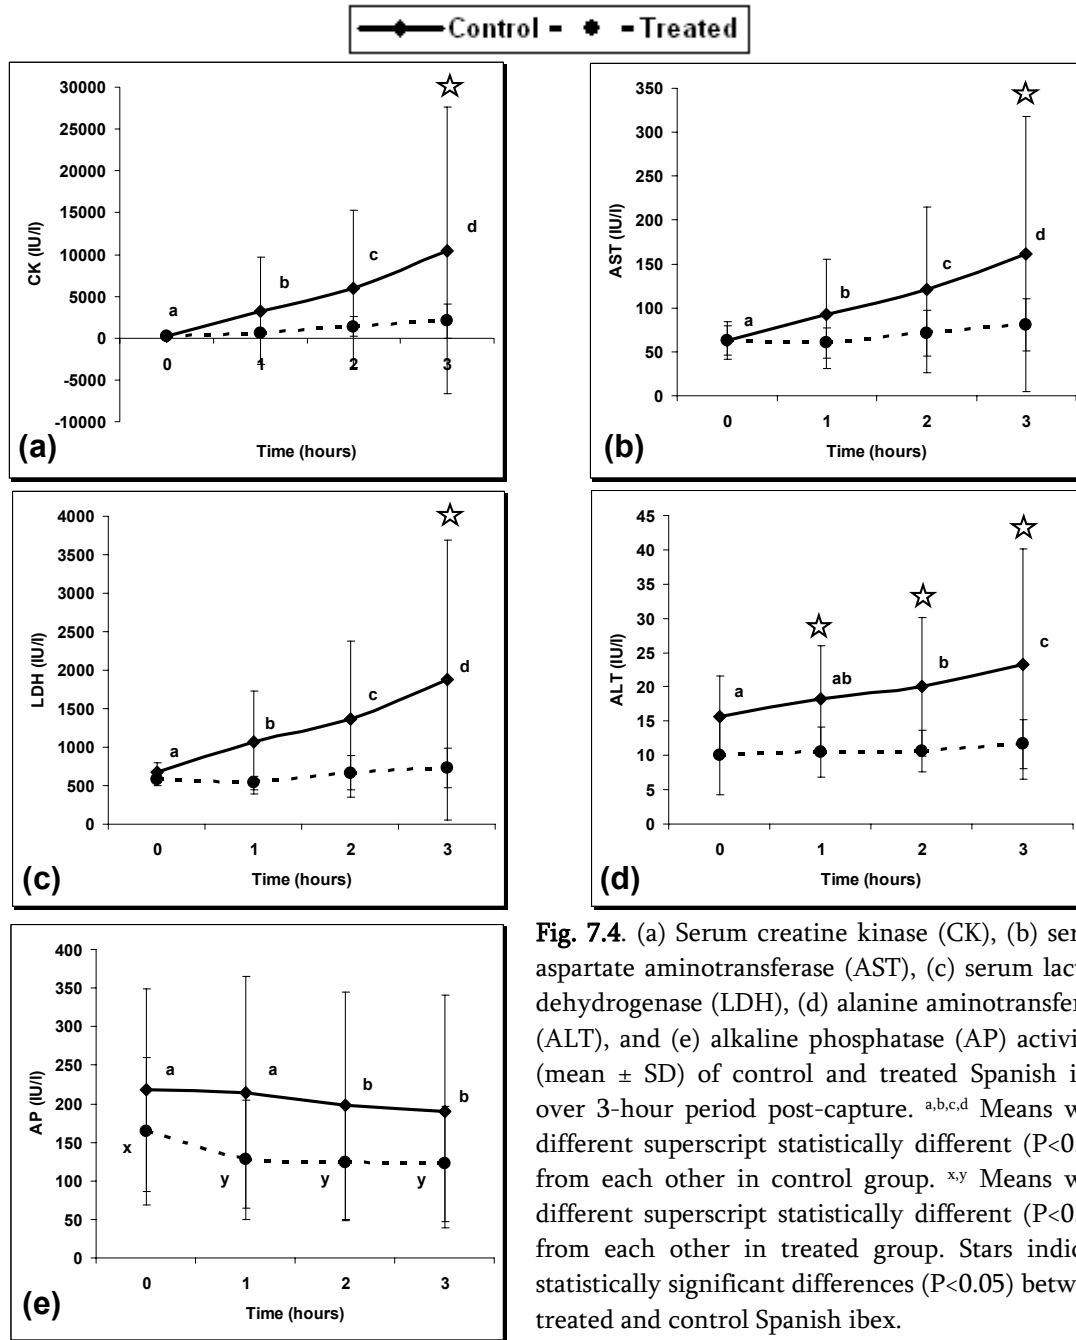 Control Treated
30000
25000
20000
15000
10000
5000
0
-5000
-10000
CK (IU/l)
a
b
c
d
0 1 2 3
Time (hours)
(a)
400
350
300
250
200
150
100
50
0
AST (IU/l)
a
b
c
d
0 1 2 3
Time (hours)
(b)
4000
3500
3000
2500
2000
1500
1000
500
0
LDH (IU/l)
a
b
c
d
0 1 2 3
Time (hours)
(c)
45
40
35
30
25
20
15
10
5
0
ALT (IU/l)
a
ab
b
c
0 1 2 3
Time (hours)
(d)
400
350
300
250
200
150
100
50
0
AP (IU/l)
a
a
b
b
x
y
y
y
0 1 2 3
Time (hours)
(e)
Fig. 7.4. (a) Serum creatine kinase (CK), (b) ser
aspartate aminotransferase (AST), (c) serum lac
dehydrogenase (LDH), (d) alanine aminotransfer
(ALT), and (e) alkaline phosphatase (AP) activi
(mean ± SD) of control and treated Spanish i
over 3-hour period post-capture. a,b,c,d Means w
different superscript statistically different (P<0.
from each other in control group. x,y Means w
different superscript statistically different (P<0.
from each other in treated group. Stars indic
statistically significant differences (P<0.05) betw
treated and control Spanish ibex.